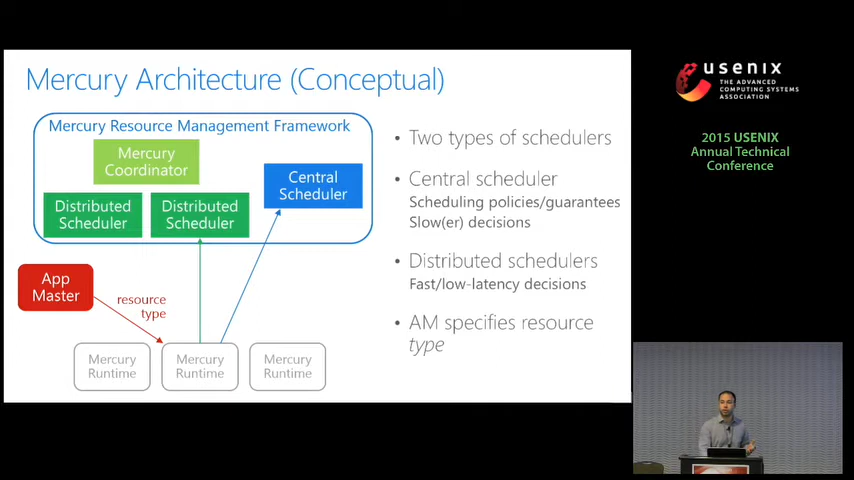 Mercury Architecture (Conceptual)
Mercury Resource Management Framework
Mercury
Coordinator
Distributed
Scheduler
Distributed
Scheduler
Central
Scheduler
App
Master
resource
type
Mercury
Runtime
Mercury
Runtime
Mercury
Runtime
• Two types of schedulers
• Central scheduler
Scheduling policies/guarantees
Slow(er) decisions
• Distributed schedulers
Fast/low-latency decisions
• AM specifies resource
type
usenix
THE ADVANCED
COMPUTING SYSTEMS
ASSOCIATION
2015 USENIX
Annual Technical
Conference